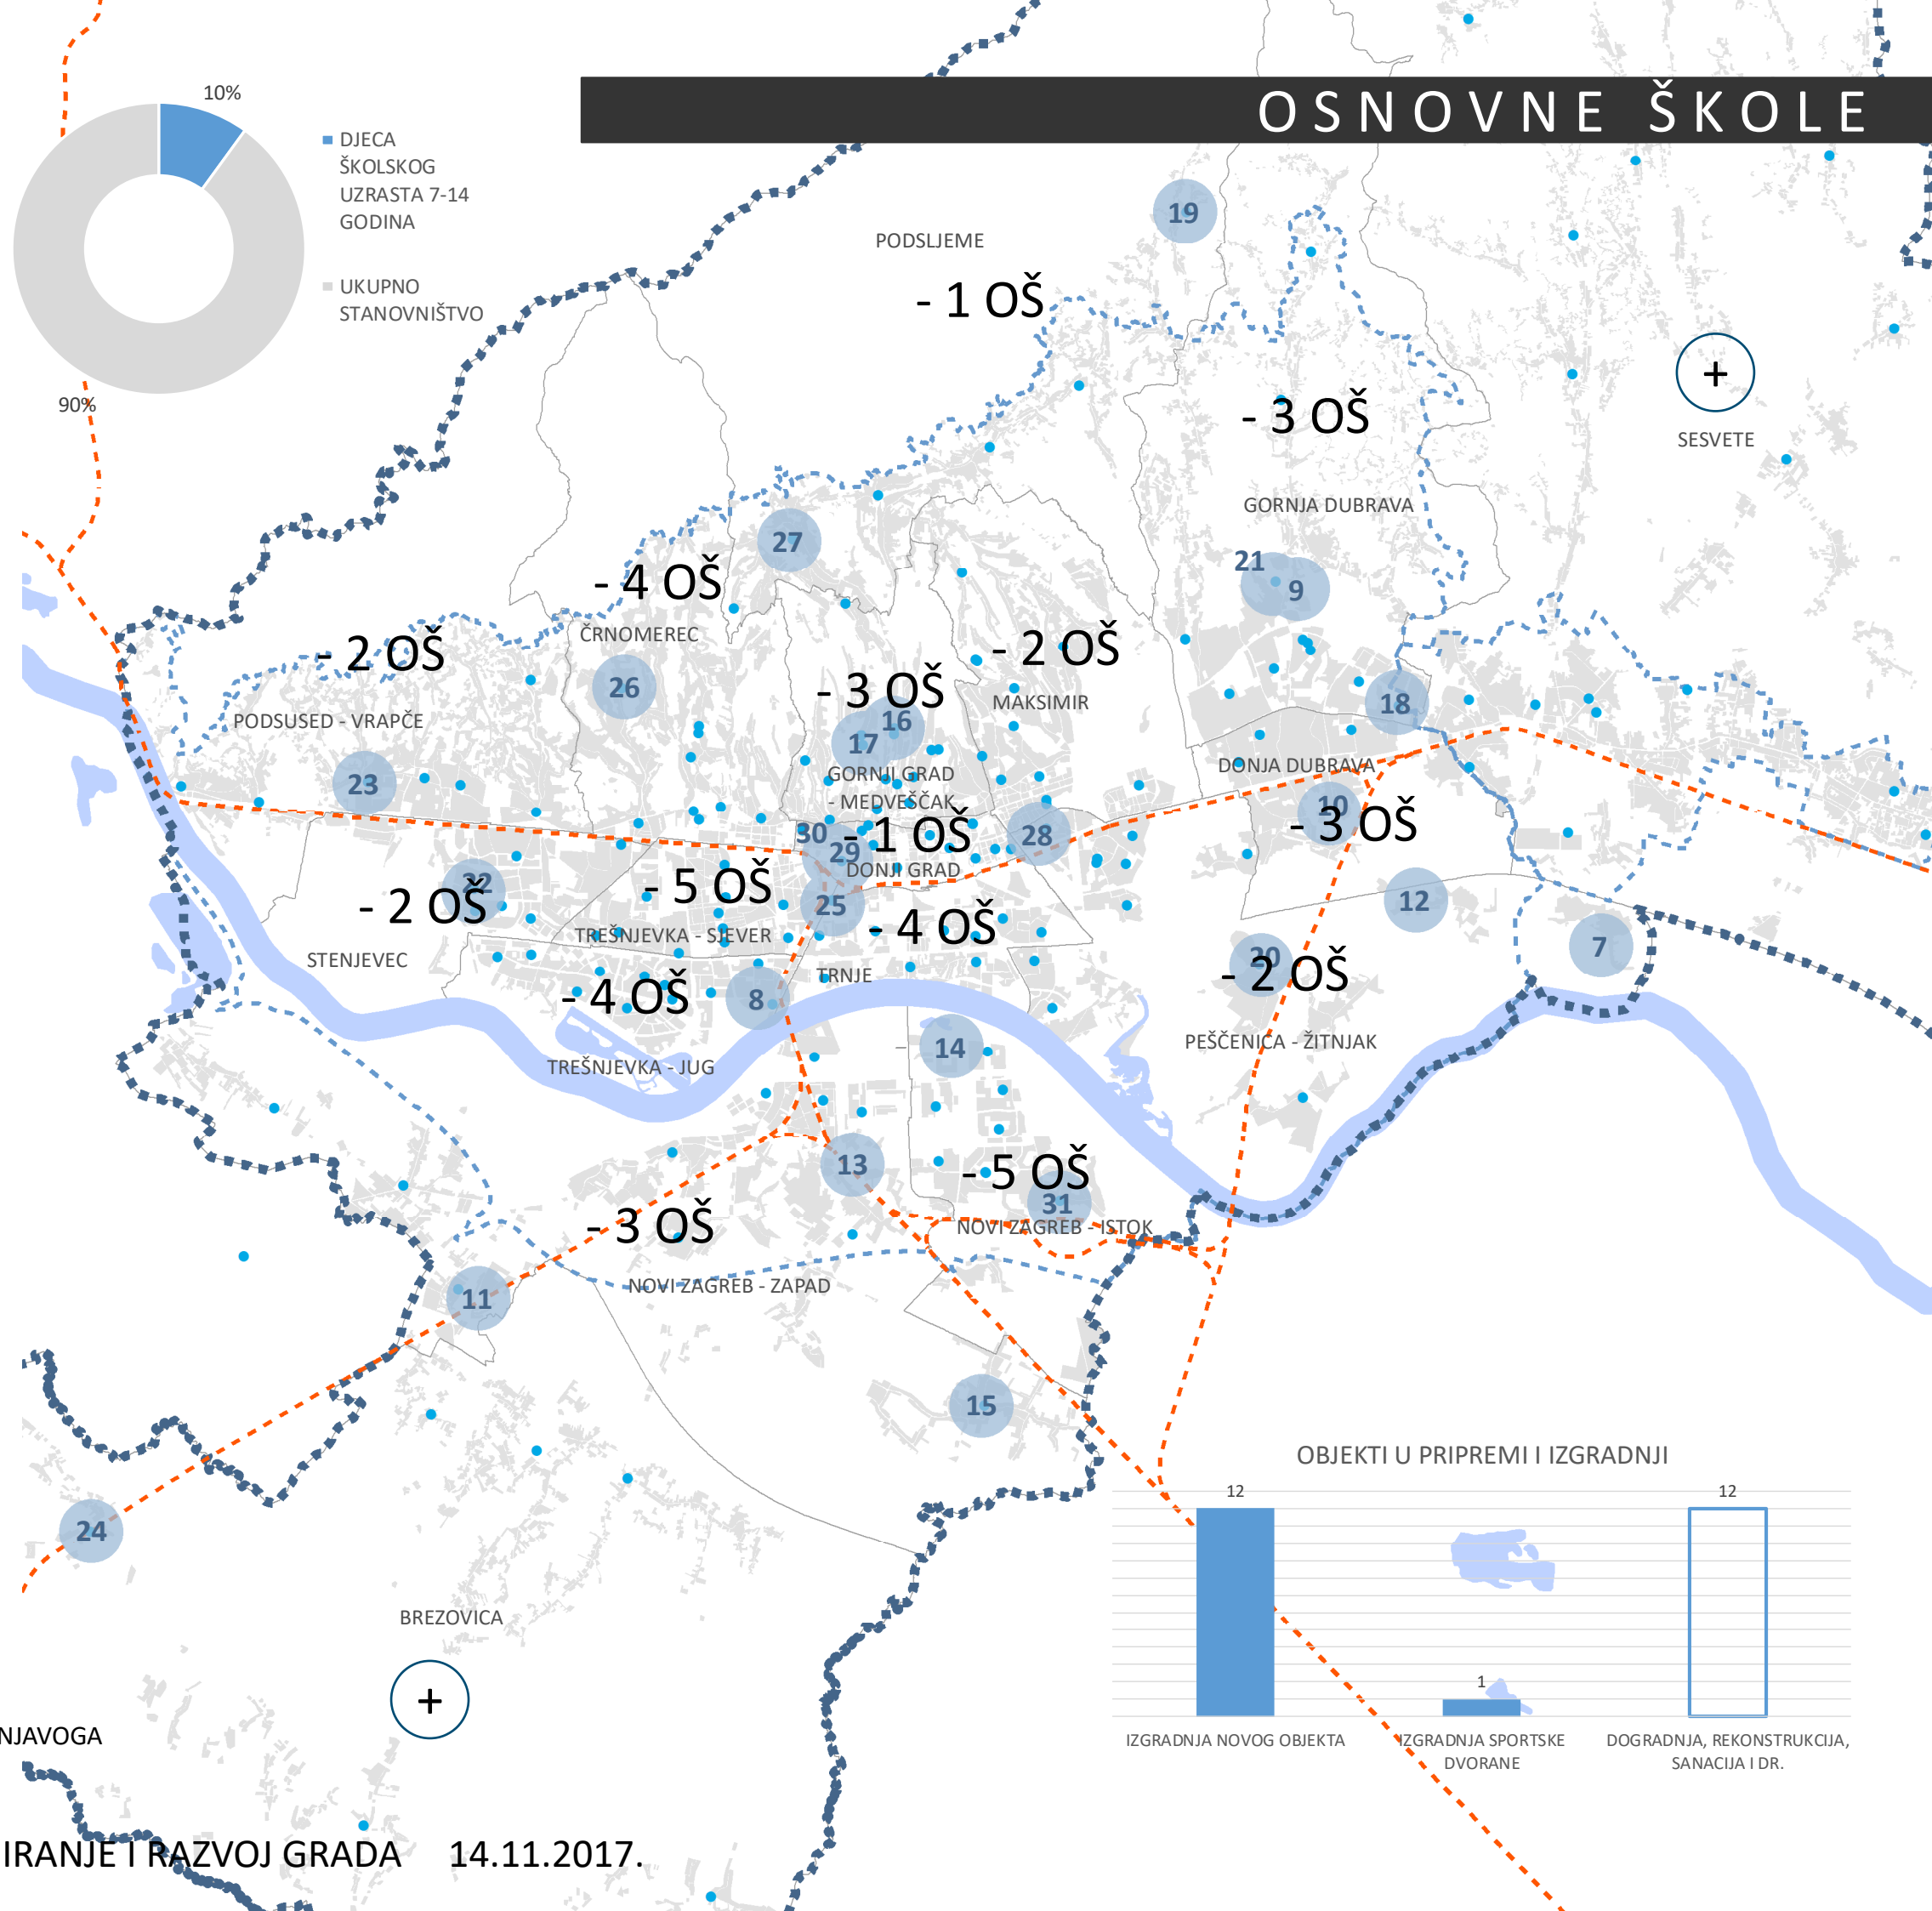 OSNOVNE ŠKOLE
10%
90%
DJECA
ŠKOLSKOG
UZRASTA 7-14
GODINA
UKUPNO
STANOVNIŠTVO
19
PODSLJEME
- 1 OŠ
+
SESVETE
- 3 OŠ
GORNJA DUBRAVA
27
21
9
- 4 OŠ
ČRNOMEREC
- 2 OŠ
PODSUSED - VRAPČE
26
- 2 OŠ
MAKSIMIR
- 3 OŠ
16
17
GORNJI GRAD
- MEDVEŠČAK
18
23
DONJA DUBRAVA
10
- 3 OŠ
30
- 1 OŠ
29
DONJI GRAD
28
22
- 2 OŠ
STENJEVEC
- 5 OŠ
TREŠNJEVKA - SJEVER
25
- 4 OŠ
TRNJE
12
7
20
- 2 OŠ
PEŠČENICA - ŽITNJAK
- 4 OŠ
8
TREŠNJEVKA - JUG
14
13
- 5 OŠ
31
NOVI ZAGREB - ISTOK
- 3 OŠ
NOVI ZAGREB - ZAPAD
11
15
24
BREZOVICA
+
OBJEKTI U PRIPREMI I IZGRADNJI
12
1
12
IZGRADNJA NOVOG OBJEKTA
IZGRADNJA SPORTSKE
DVORANE
DOGRADNJA, REKONSTRUKCIJA,
SANACIJA I DR.
NJAVOGA
IRANJE I RAZVOJ GRADA 14.11.2017.